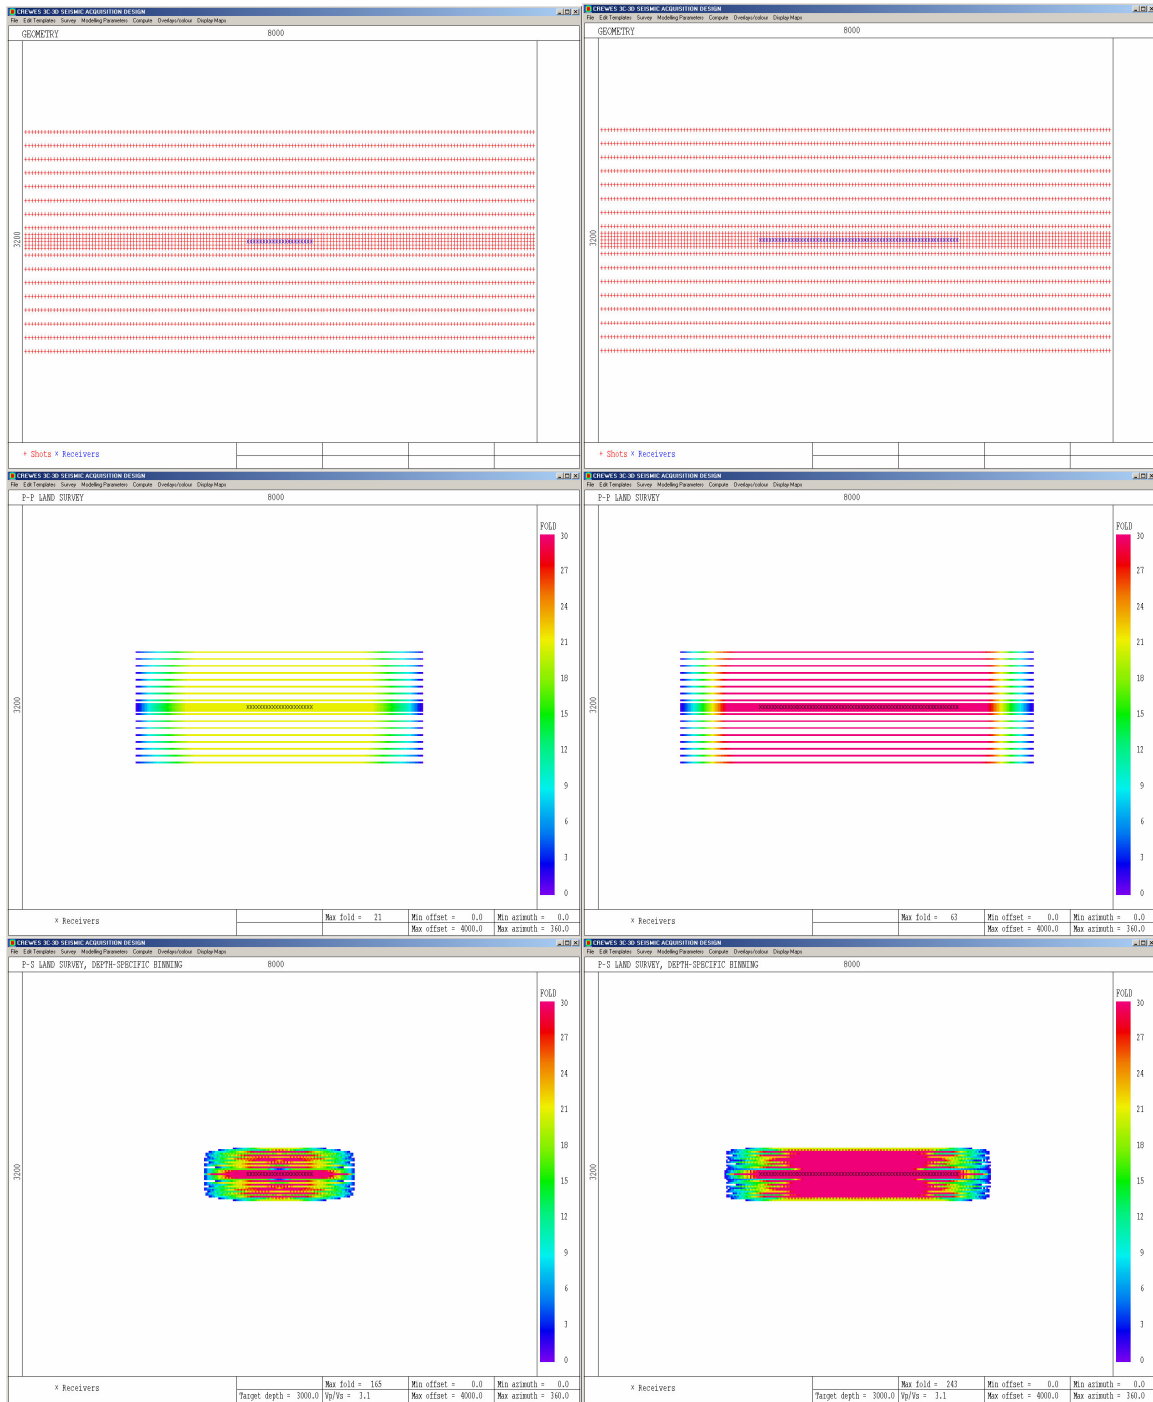 CREWES 3C-3D SEISMIC ACQUISITION DESIGN
File Edit Templates Survey Modelling Parameters Compute Overlays/colour Display Maps
GEOMETRY 8000
3200
+ Shots × Receivers
CREWES 3C-3D SEISMIC ACQUISITION DESIGN
File Edit Templates Survey Modelling Parameters Compute Overlays/colour Display Maps
GEOMETRY 8000
3200
+ Shots × Receivers
CREWES 3C-3D SEISMIC ACQUISITION DESIGN
File Edit Templates Survey Modelling Parameters Compute Overlays/colour Display Maps
P-P LAND SURVEY 8000
FOLD
30
27
24
21
18
15
12
9
6
3
0
3200
× Receivers
Max fold = 21 Min offset = 0.0 Min azimuth = 0.0
Max offset = 4000.0 Max azimuth = 360.0
CREWES 3C-3D SEISMIC ACQUISITION DESIGN
File Edit Templates Survey Modelling Parameters Compute Overlays/colour Display Maps
P-P LAND SURVEY 8000
FOLD
30
27
24
21
18
15
12
9
6
3
0
3200
× Receivers
Max fold = 63 Min offset = 0.0 Min azimuth = 0.0
Max offset = 4000.0 Max azimuth = 360.0
CREWES 3C-3D SEISMIC ACQUISITION DESIGN
File Edit Templates Survey Modelling Parameters Compute Overlays/colour Display Maps
P-S LAND SURVEY, DEPTH-SPECIFIC BINNING 8000
FOLD
30
27
24
21
18
15
12
9
6
3
0
3200
× Receivers
Max fold = 165 Min offset = 0.0 Min azimuth = 0.0
Target depth = 3000.0 Vp/Vs = 3.1 Max offset = 4000.0 Max azimuth = 360.0
CREWES 3C-3D SEISMIC ACQUISITION DESIGN
File Edit Templates Survey Modelling Parameters Compute Overlays/colour Display Maps
P-S LAND SURVEY, DEPTH-SPECIFIC BINNING 8000
FOLD
30
27
24
21
18
15
12
9
6
3
0
3200
× Receivers
Max fold = 243 Min offset = 0.0 Min azimuth = 0.0
Target depth = 3000.0 Vp/Vs = 3.1 Max offset = 4000.0 Max azimuth = 360.0